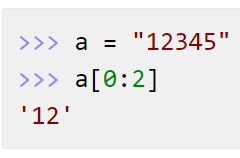 >>> a = "12345"
>>> a[0:2]
'12'